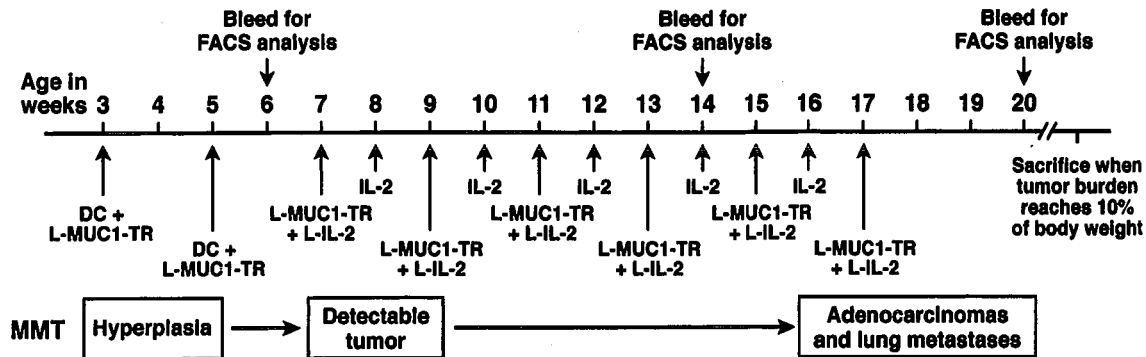 Bleed for
FACS analysis
Bleed for
FACS analysis
Bleed for
FACS analysis
Age in
weeks 3 4 5 6 7 8 9 10 11 12 13 14 15 16 17 18 19 20
DC +
L-MUC1-TR
DC +
L-MUC1-TR
L-MUC1-TR
+ L-IL-2
IL-2
L-MUC1-TR
+ L-IL-2
IL-2
L-MUC1-TR
+ L-IL-2
IL-2
L-MUC1-TR
+ L-IL-2
IL-2
L-MUC1-TR
+ L-IL-2
IL-2
L-MUC1-TR
+ L-IL-2
Sacrifice when
tumor burden
reaches 10%
of body weight
MMT
Hyperplasia
Detectable
tumor
Adenocarcinomas
and lung metastases